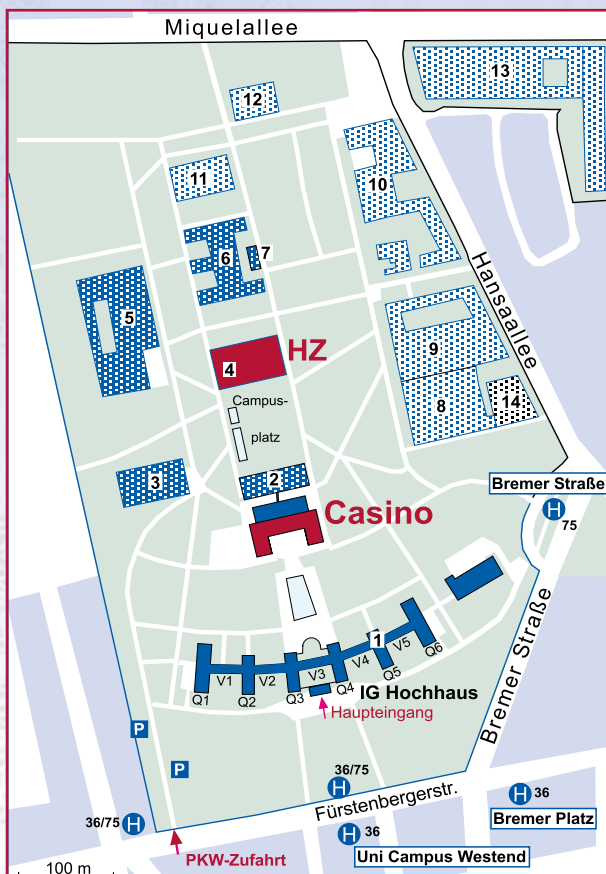 Miquelallee
13
12
11
10
7
6
5
Hansaallee
HZ
4
9
Campus-
platz
8
14
2
3
Bremer Straße
H
75
Casino
1
V5
V4
V3
V2
V1
Q6
Q5
Q4
Q3
Q2
Q1
IG Hochhaus
Haupteingang
Bremer Straße
P
P
36/75
H
Fürstenbergerstr.
H
36
Bremer Platz
36/75
H
H
36
Uni Campus Westend
PKW-Zufahrt
100 m